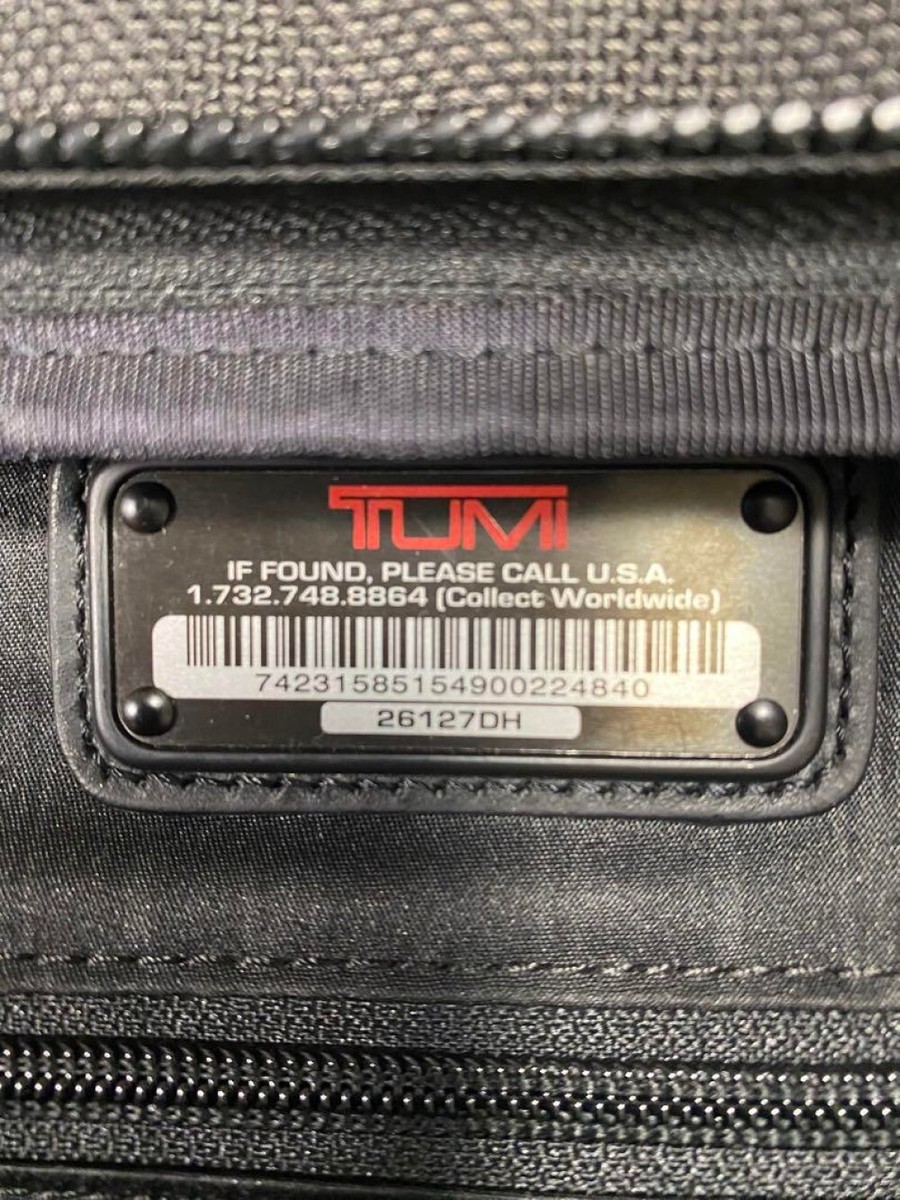 TUMI
IF FOUND, PLEASE CALL U.S.A.
1.732.748.8864 (Collect Worldwide)
74231585154900224840
26127DH